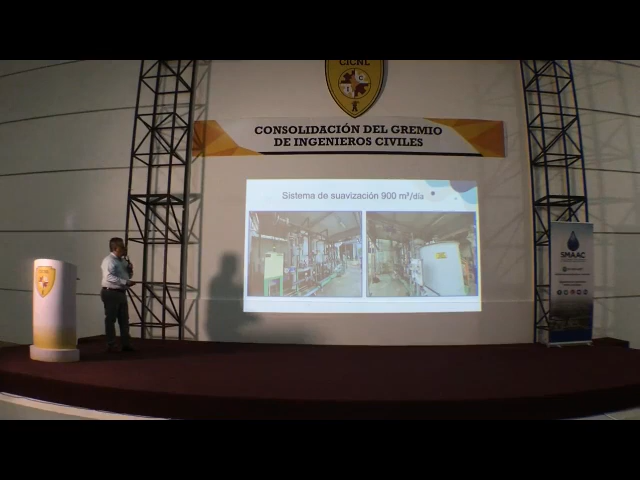 CICNL
I C
CONSOLIDACIÓN DEL GREMIO
DE INGENIEROS CIVILES
Sistema de suavización 900 m³/día
SMAAC